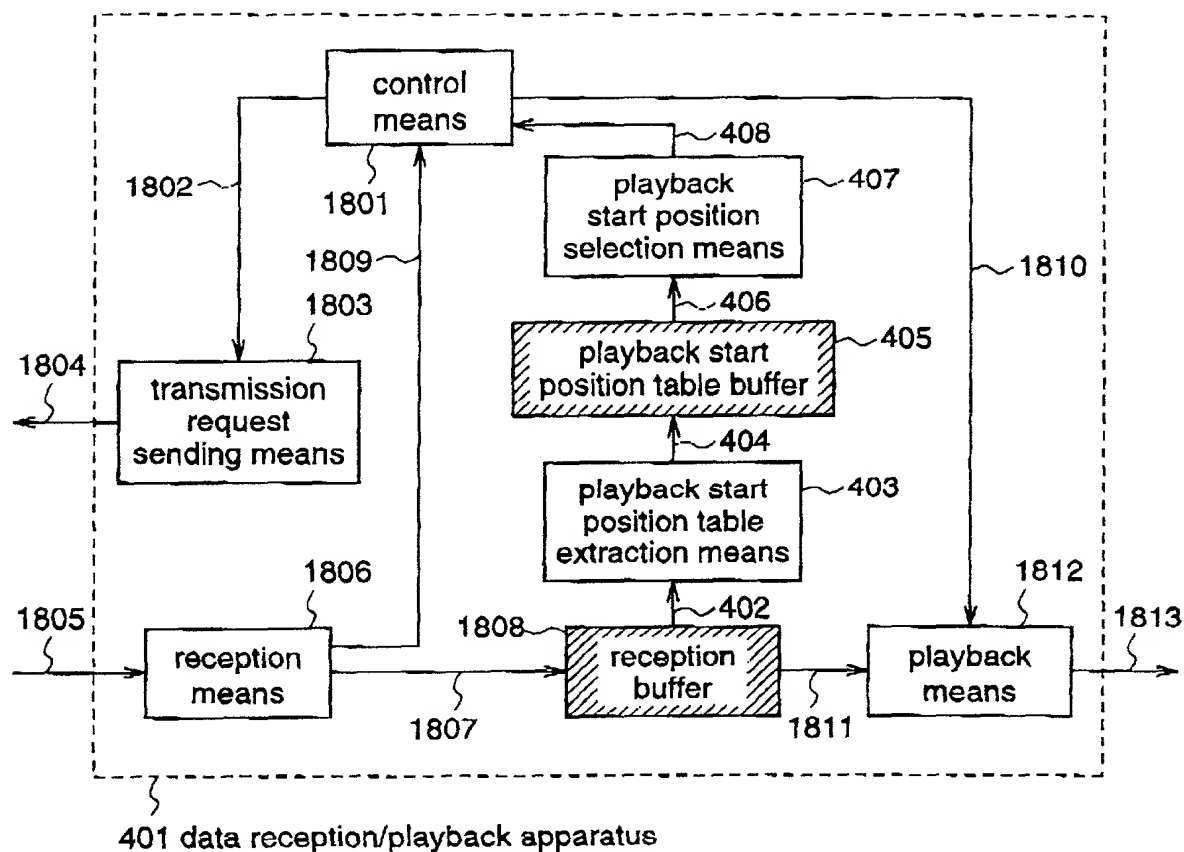 control
means
408
1802
1801
playback
start position
selection means
407
1809
1810
1803
406
1804
transmission
request
sending means
playback start
position table buffer
405
404
playback start
position table
extraction means
403
1806
1812
1805
402
1813
1808
reception
means
reception
buffer
playback
means
1807
1811
401 data reception/playback apparatus